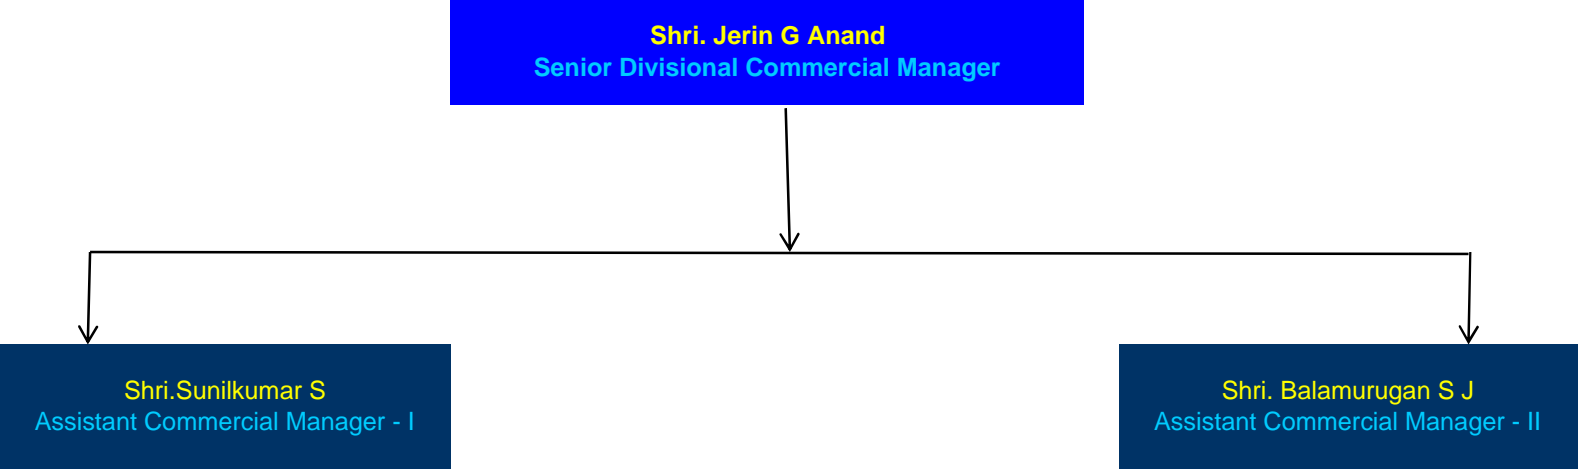 Shri. Jerin G Anand
Senior Divisional Commercial Manager
Shri.Sunilkumar S
Assistant Commercial Manager - I
Shri. Balamurugan S J
Assistant Commercial Manager - II